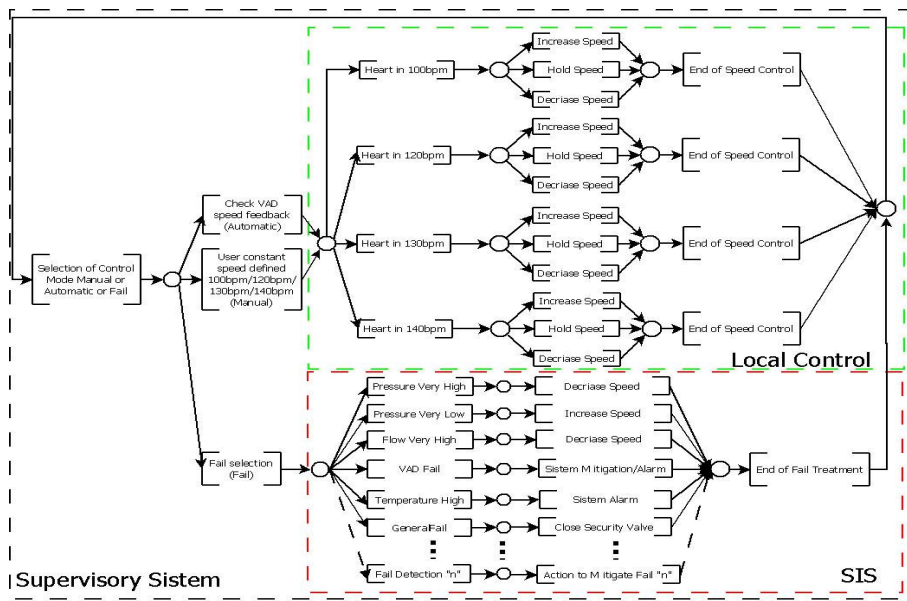 Increase Speed
Heart in 100bpm
Hold Speed
End of Speed Control
Decriase Speed
Increase Speed
Heart in 120bpm
Hold Speed
End of Speed Control
Decriase Speed
Check VAD
speed feedback
(Automatic)
Increase Speed
Heart in 130bpm
Hold Speed
End of Speed Control
Decriase Speed
Selection of Control
Mode Manual or
Automatic or Fail
User constant
speed defined
100bpm/120bpm/
130bpm/140bpm
(Manual)
Increase Speed
Heart in 140bpm
Hold Speed
End of Speed Control
Decriase Speed
Local Control
Pressure Very High
Decriase Speed
Pressure Very Low
Increase Speed
Flow Very High
Decriase Speed
Fail selection
(Fail)
VAD Fail
Sistem Mitigation/Alarm
End of Fail Treatment
Temperature High
Sistem Alarm
GeneralFail
Close Security Valve
Fail Detection "n"
Action to Mitigate Fail "n"
Supervisory Sistem
SIS